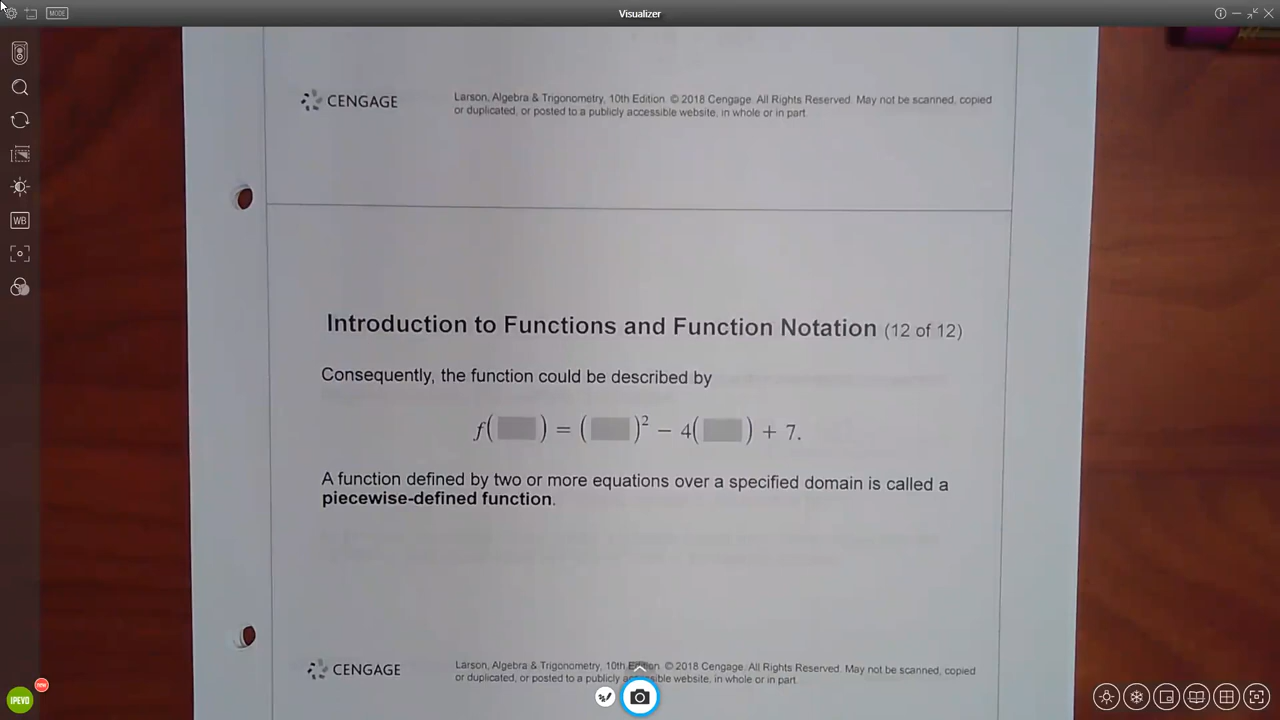 MODE
Visualizer
CENGAGE
Larson, Algebra & Trigonometry, 10th Edition. © 2018 Cengage. All Rights Reserved. May not be scanned, copied
or duplicated, or posted to a publicly accessible website, in whole or in part.
WB
Introduction to Functions and Function Notation (12 of 12)
Consequently, the function could be described by
f( ) = ( )² − 4( ) + 7.
A function defined by two or more equations over a specified domain is called a
piecewise-defined function.
CENGAGE
Larson, Algebra & Trigonometry, 10th Edition. © 2018 Cengage. All Rights Reserved. May not be scanned, copied
or duplicated, or posted to a publicly accessible website, in whole or in part.
new
IPEVO